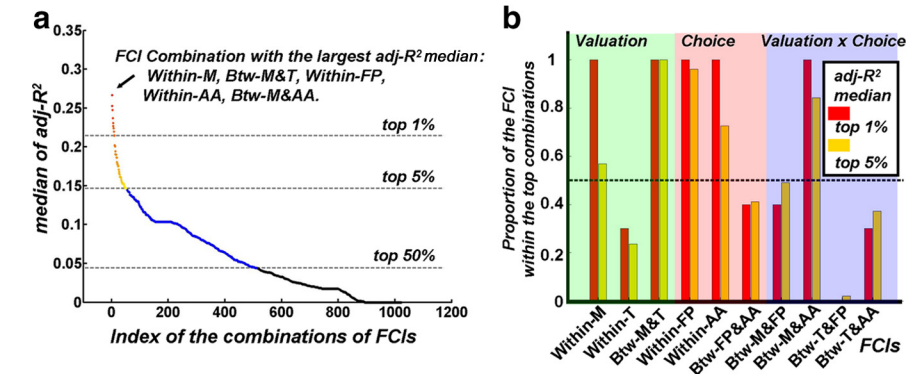 a
0.35
0.3
0.25
0.2
0.15
0.1
0.05
0
median of adj-R²
FCI Combination with the largest adj-R² median:
Within-M, Btw-M&T, Within-FP,
Within-AA, Btw-M&AA.
top 1%
top 5%
top 50%
0 200 400 600 800 1000 1200
Index of the combinations of FCIs
b
Proportion of the FCI
within the top combinations
1
0.8
0.6
0.4
0.2
0
Valuation Choice Valuation x Choice
adj-R²
median
top 1%
top 5%
Within-M
Within-T
Btw-M&T
Within-FP
Within-AA
Btw-FP&AA
Btw-M&FP
Btw-M&AA
Btw-T&FP
Btw-T&AA
FCIs